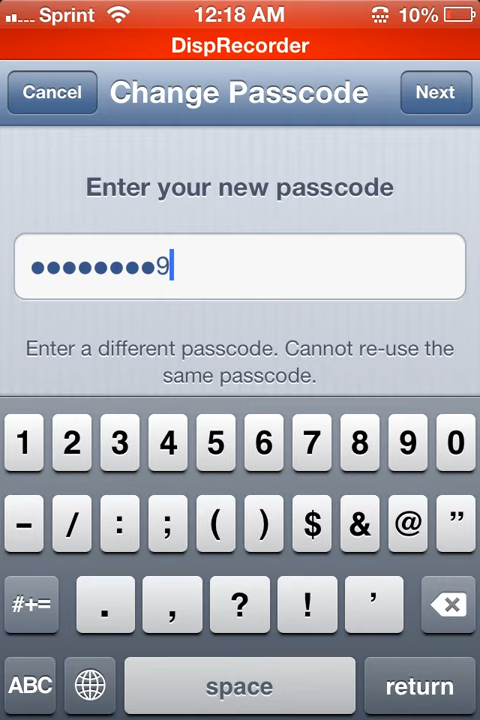 Sprint 12:18 AM 10%
DispRecorder
Cancel Change Passcode Next
Enter your new passcode
●●●●●●●●9
Enter a different passcode. Cannot re-use the
same passcode.
1 2 3 4 5 6 7 8 9 0
- / : ; ( ) $ & @ ”
#+= . , ? ! ’
ABC space return